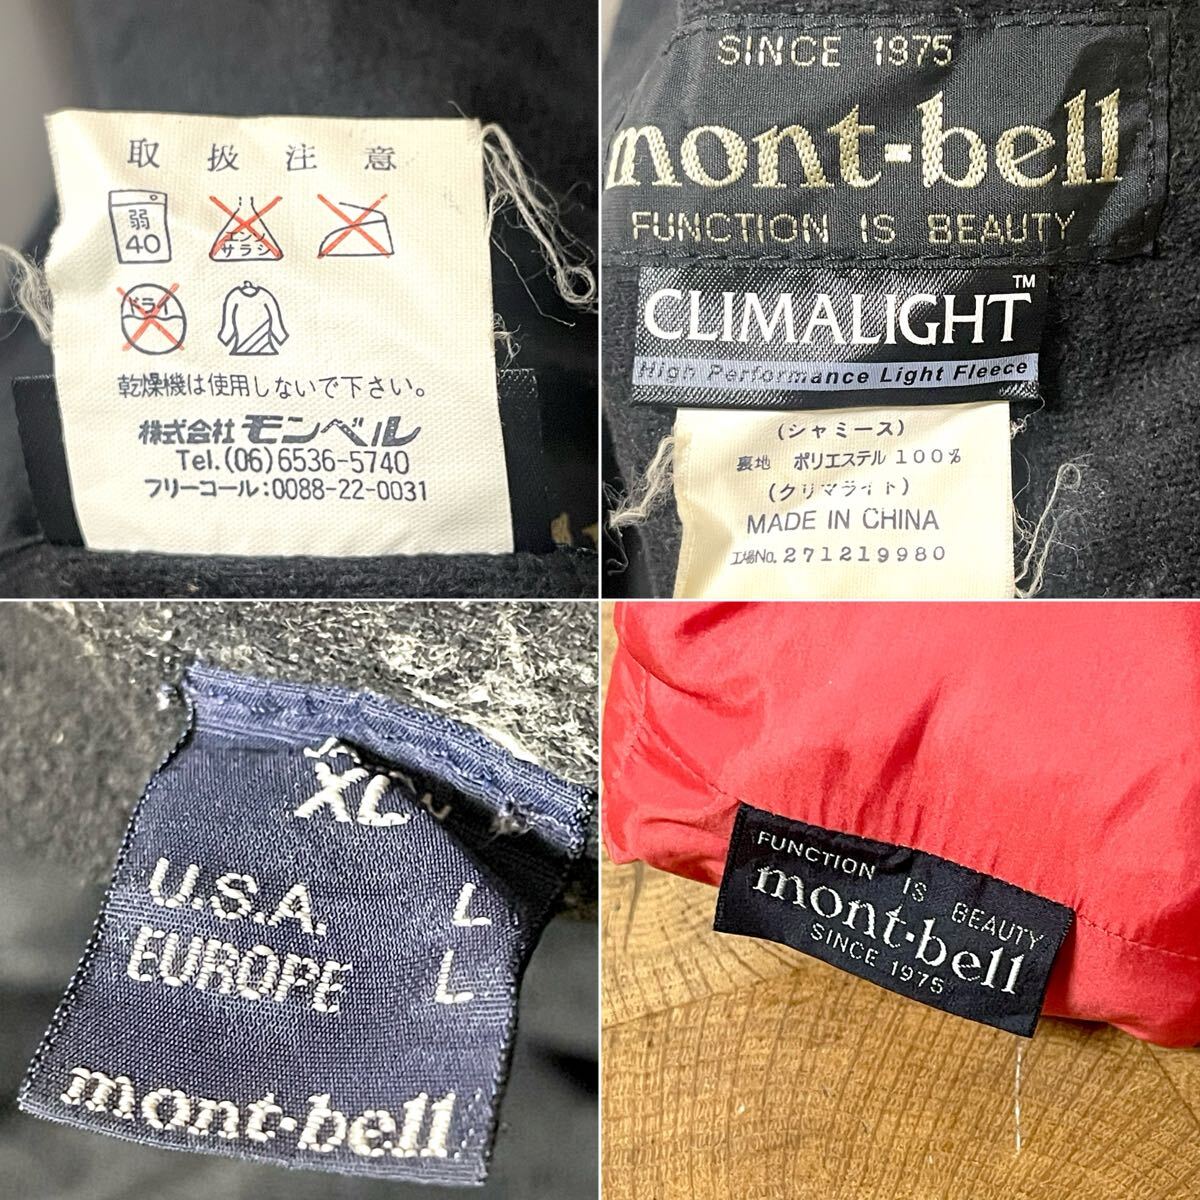 取扱注意
弱
40
エンソ
サラシ
ドライ
乾燥機は使用しないで下さい。
株式会社 モンベル
Tel.(06)6536-5740
フリーコール:0088-22-0031
SINCE 1975
mont-bell
FUNCTION IS BEAUTY
CLIMALIGHT™
High Performance Light Fleece
(シャミース)
裏地 ポリエステル 100%
(クリマライト)
MADE IN CHINA
工場No. 271219980
XL
U.S.A. L
EUROPE L
mont-bell
FUNCTION IS BEAUTY
mont-bell
SINCE 1975